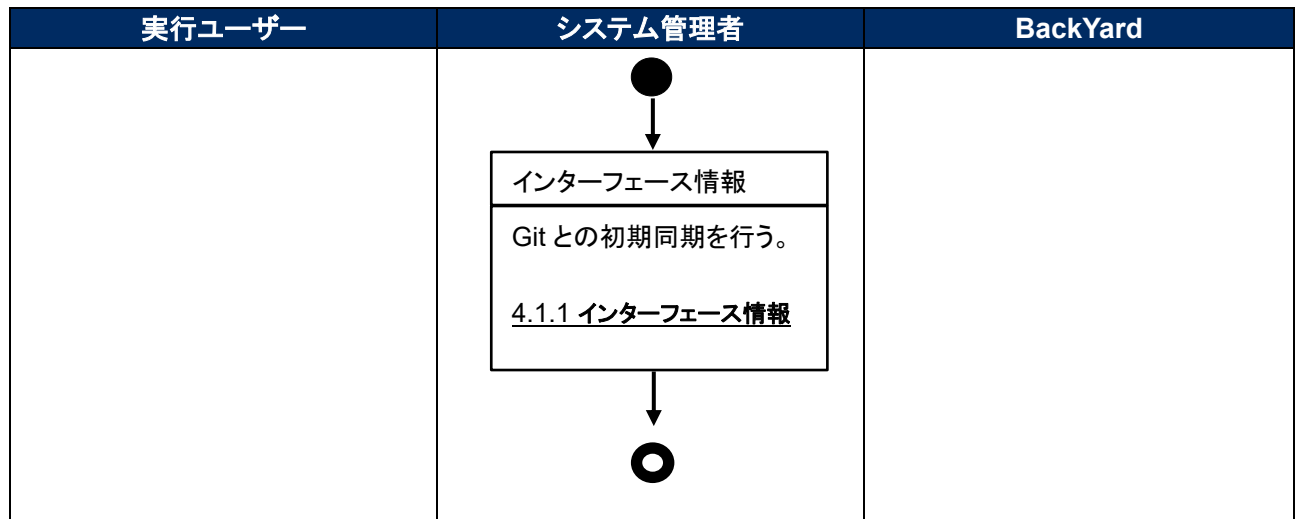 実行ユーザー
システム管理者
BackYard
インターフェース情報
Git との初期同期を行う。
4.1.1 インターフェース情報